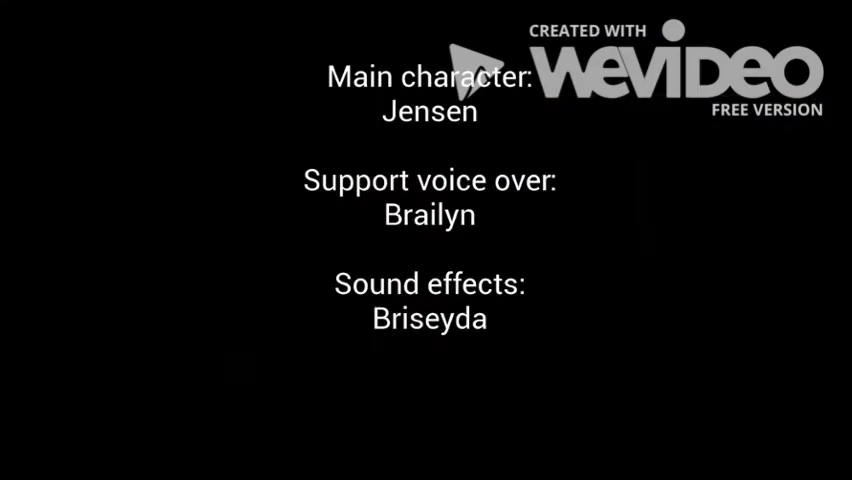 CREATED WITH
WEVIDEO
FREE VERSION
Main character:
Jensen
Support voice over:
Brailyn
Sound effects:
Briseyda